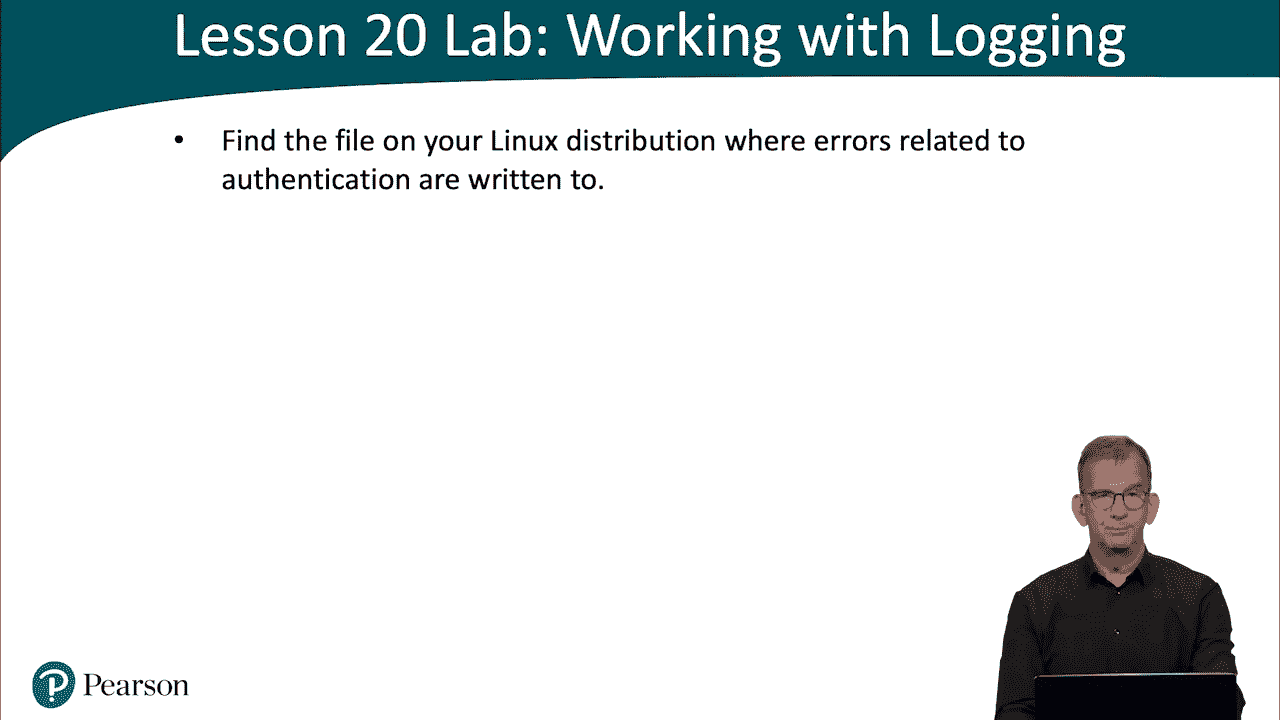 Lesson 20 Lab: Working with Logging
• Find the file on your Linux distribution where errors related to
authentication are written to.
Pearson